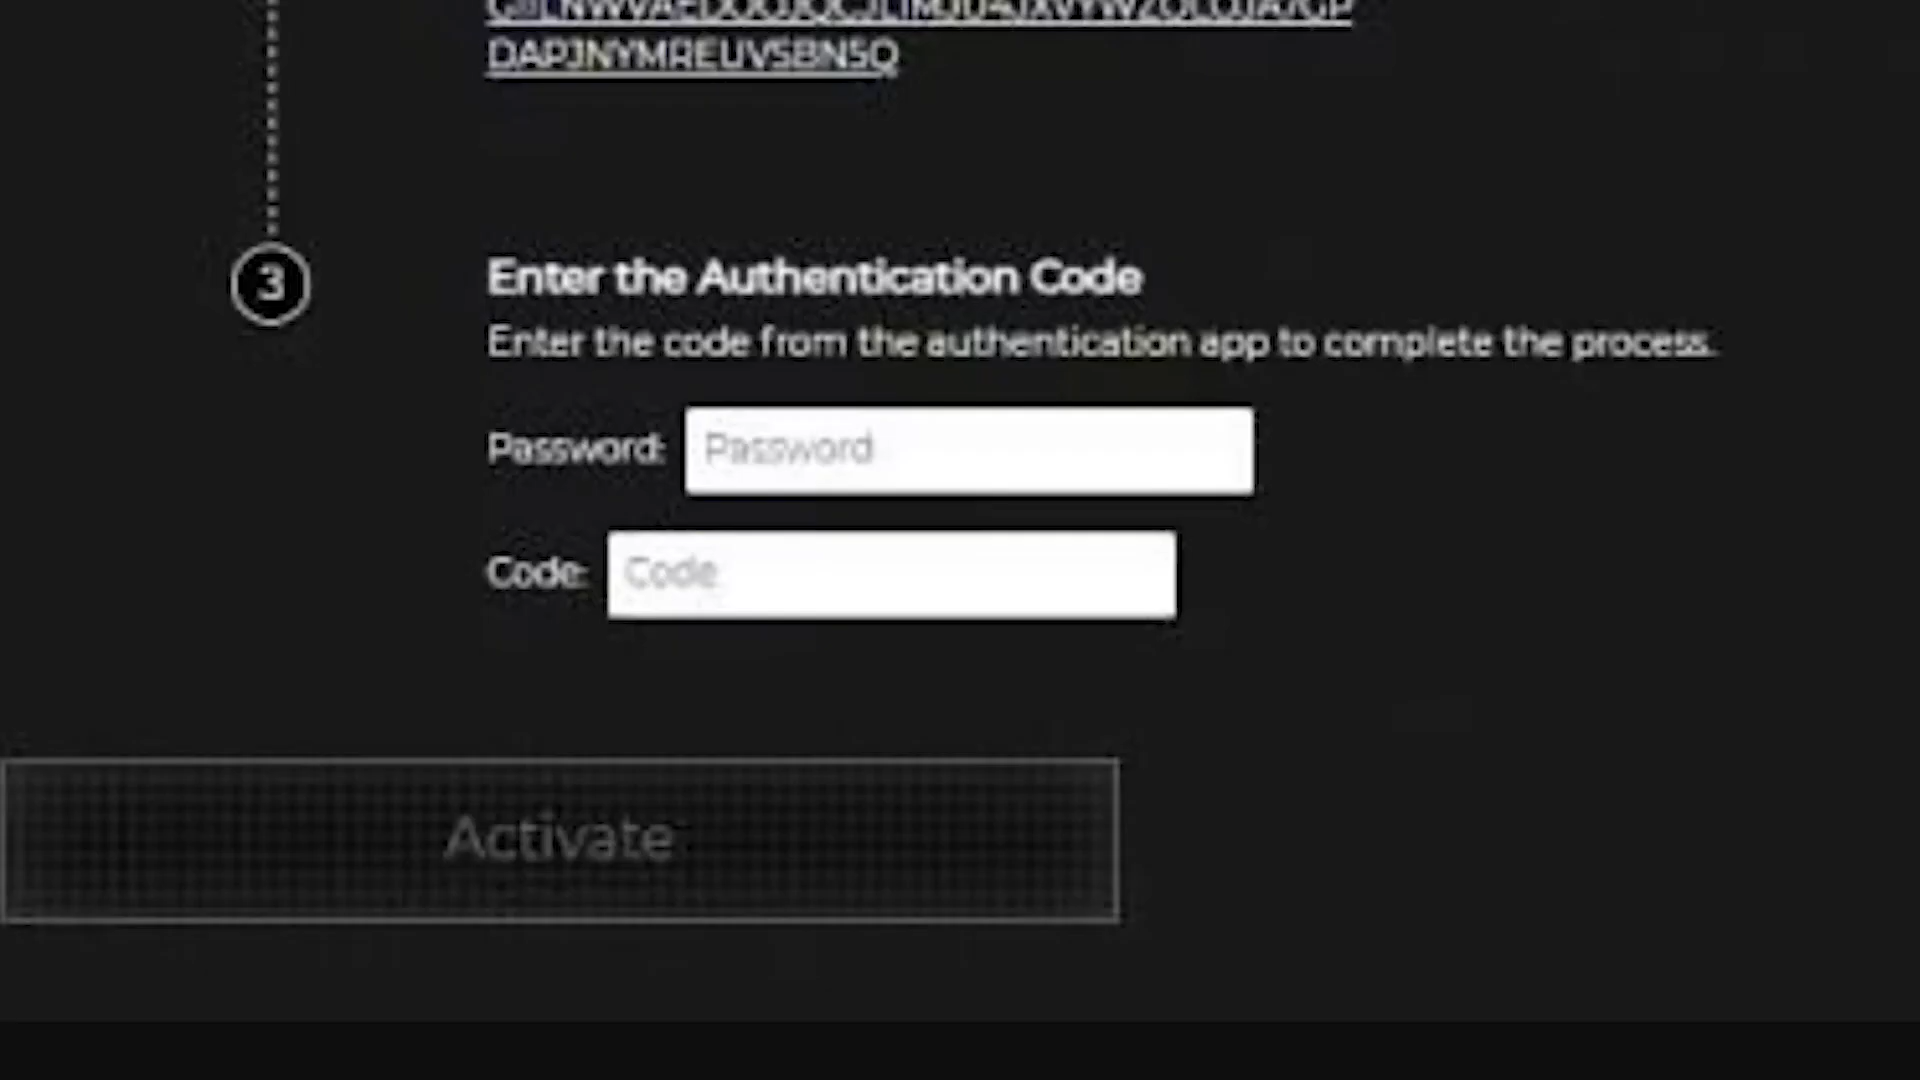 DAPJNYMREUVSBN5Q
3
Enter the Authentication Code
Enter the code from the authentication app to complete the process.
Password: Password
Code: Code
Activate